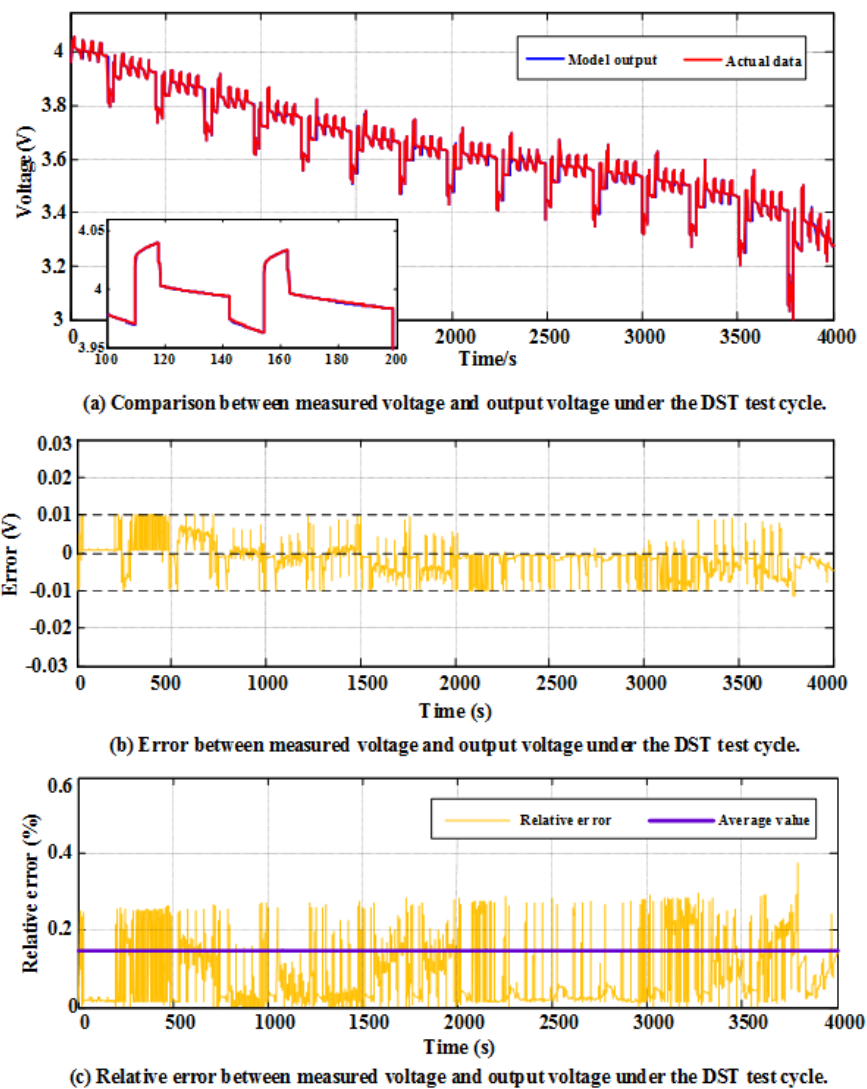 4
3.8
3.6
3.4
3.2
3
Voltage (V)
Model output
Actual data
4.05
4
3.95
100 120 140 160 180 200
2000 2500 3000 3500 4000
Time/s
(a) Comparison between measured voltage and output voltage under the DST test cycle.
0.03
0.02
0.01
0
-0.01
-0.02
-0.03
Error (V)
0 500 1000 1500 2000 2500 3000 3500 4000
Time (s)
(b) Error between measured voltage and output voltage under the DST test cycle.
0.6
0.4
0.2
0
Relative error (%)
Relative error
Average value
0 500 1000 1500 2000 2500 3000 3500 4000
Time (s)
(c) Relative error between measured voltage and output voltage under the DST test cycle.